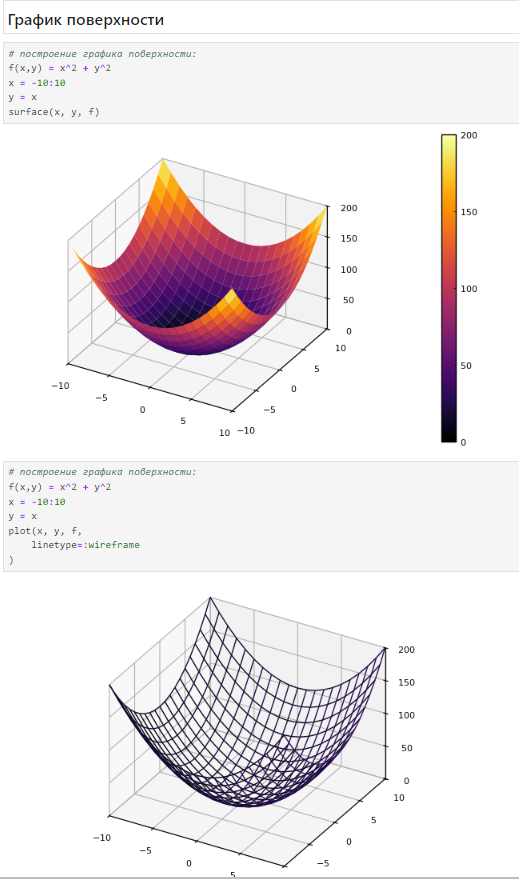 График поверхности
# построение графика поверхности:
f(x,y) = x^2 + y^2
x = -10:10
y = x
surface(x, y, f)
200
150
100
50
0
200
150
100
50
0
10
5
0
−5
−10
−10
−5
0
5
10
# построение графика поверхности:
f(x,y) = x^2 + y^2
x = -10:10
y = x
plot(x, y, f,
    linetype=:wireframe
)
200
150
100
50
0
10
5
0
−5
−10
−5
0
5